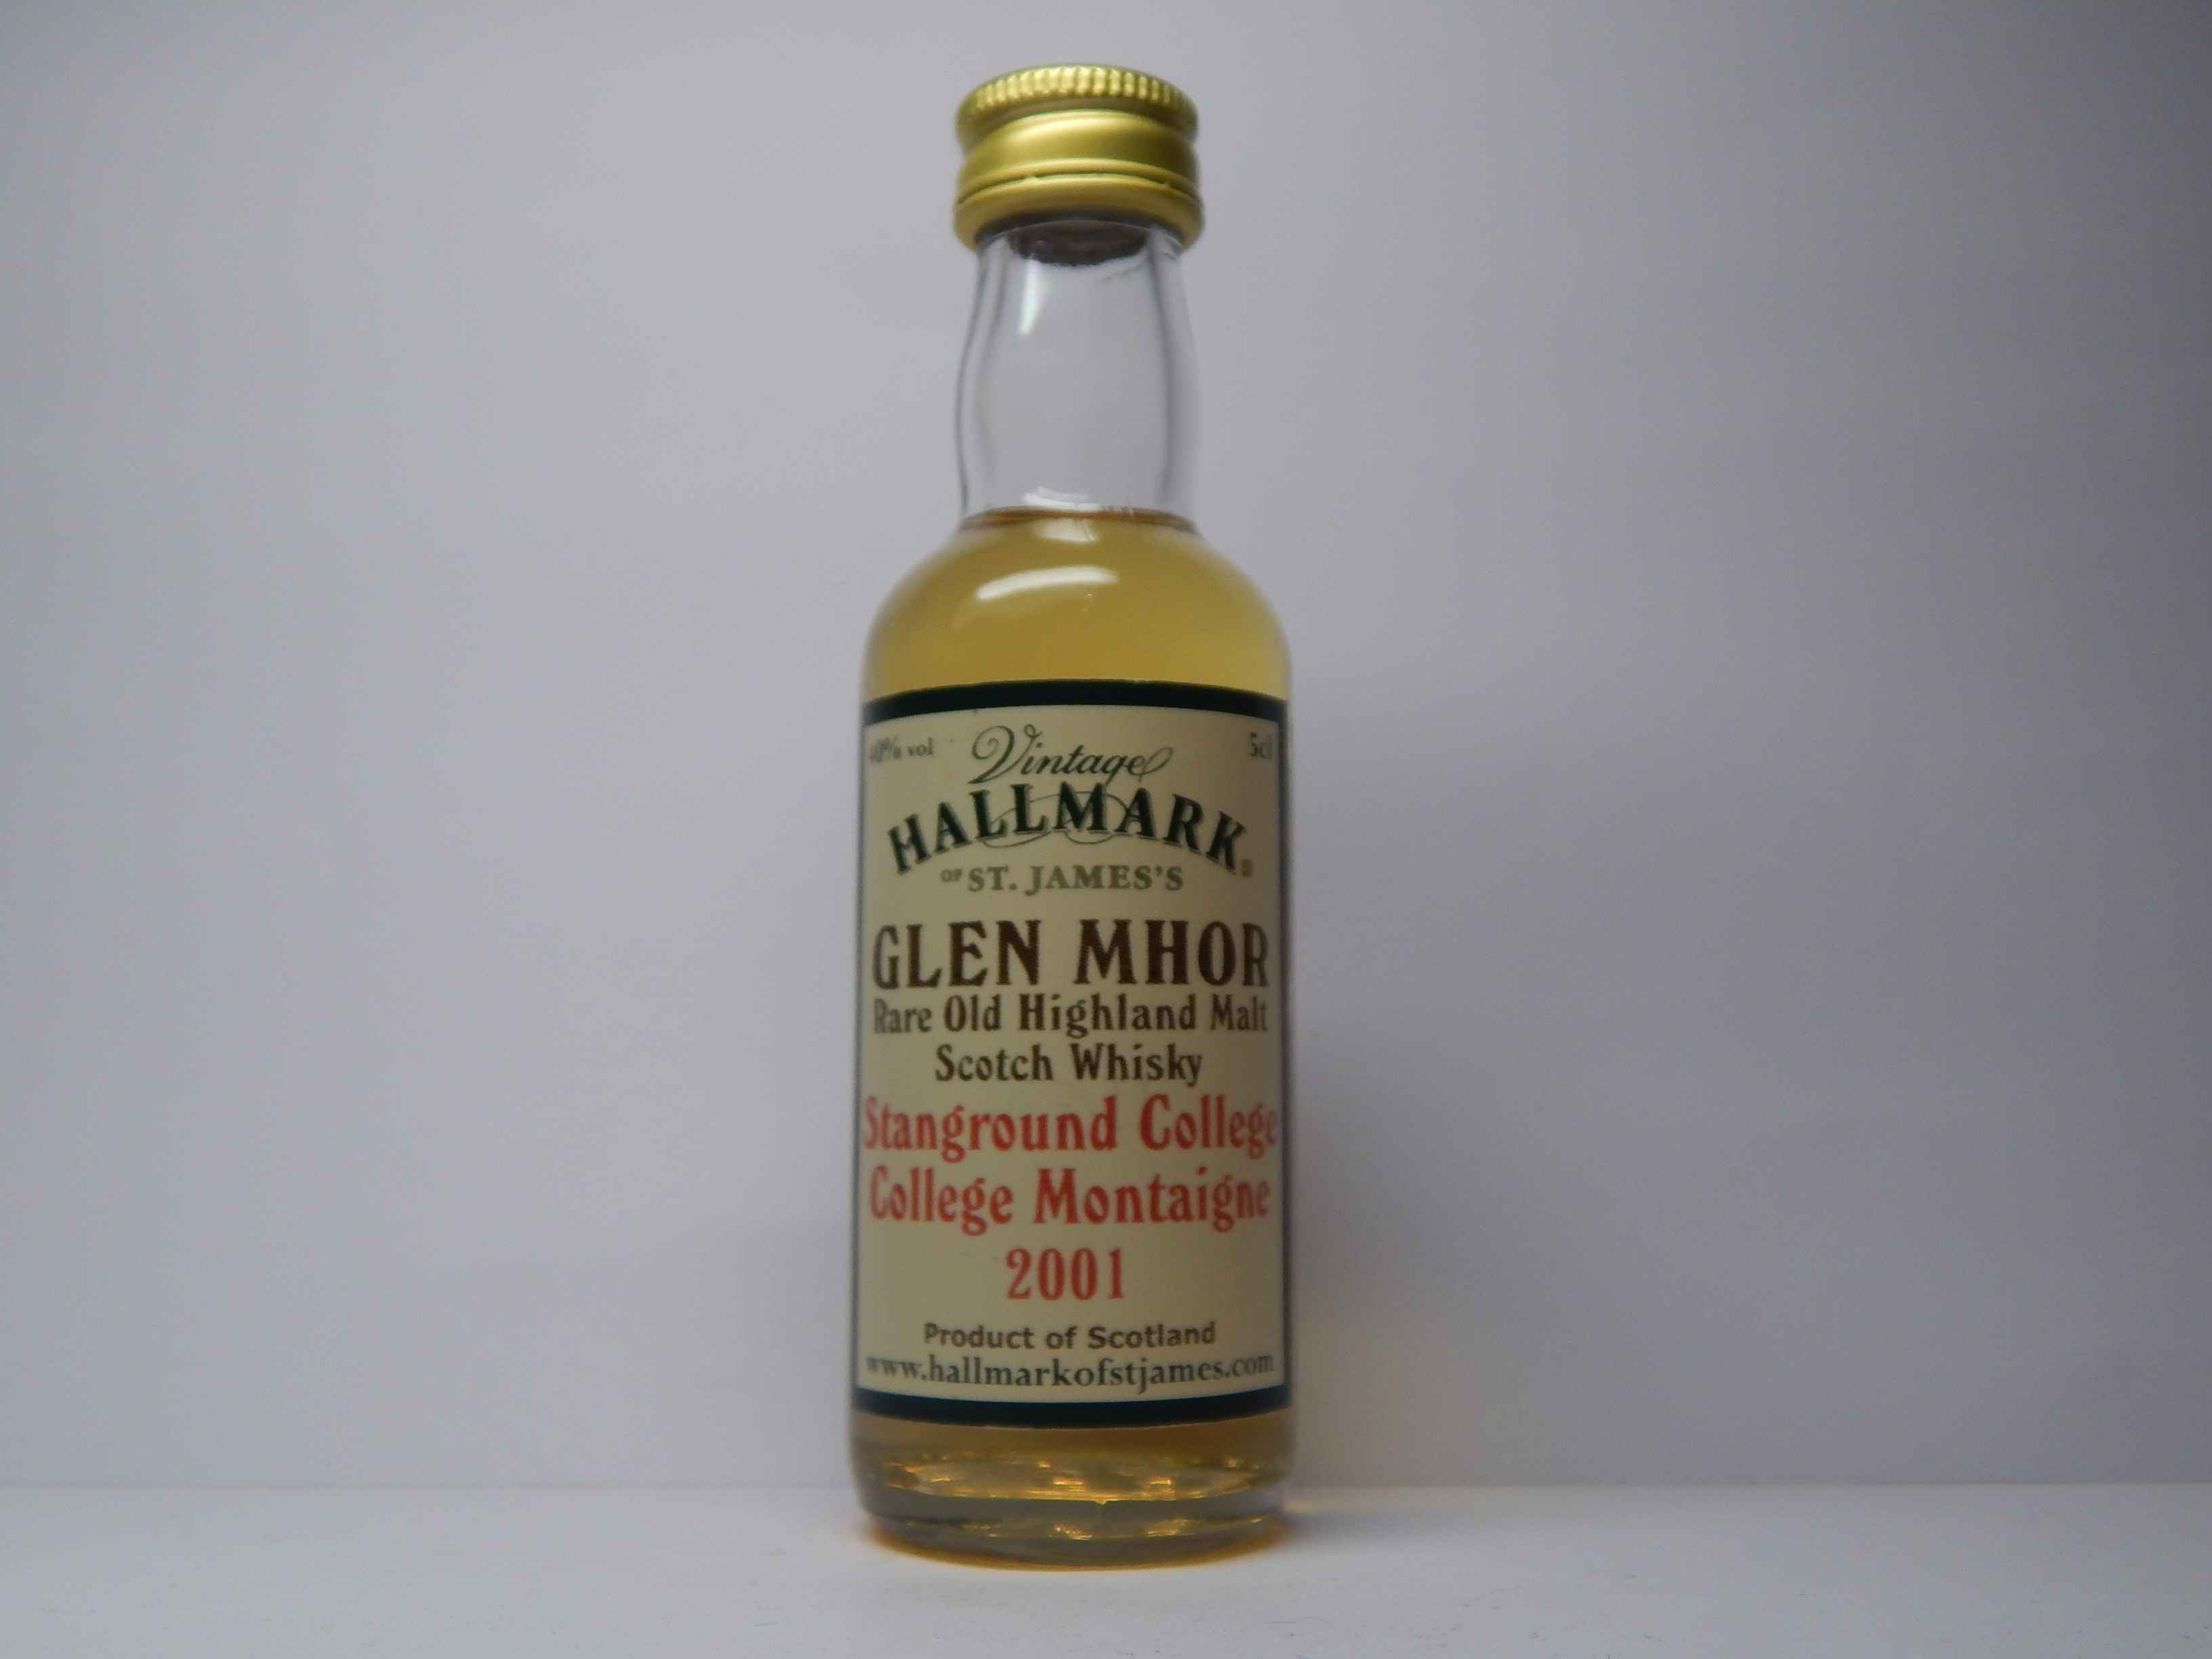 40% vol
Vintage
5cl
HALLMARK
OF ST. JAMES'S
GLEN MHOR
Rare Old Highland Malt
Scotch Whisky
Stanground College
College Montaigne
2001
Product of Scotland
www.hallmarkofstjames.com